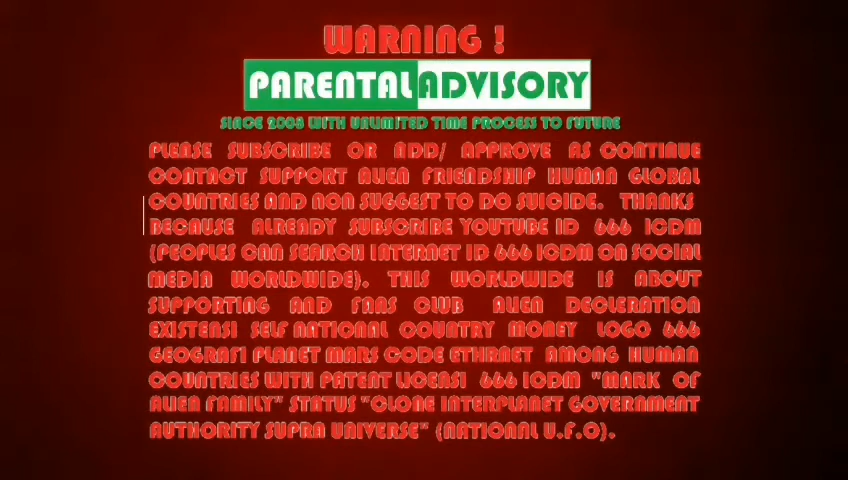 WARNING !
PARENTAL ADVISORY
SINCE 2003 WITH UNLIMITED TIME PROCESS TO FUTURE
PLENSE SUBSCRIBE OR ADD/ APPROVE AS CONTINUE
CONTACT SUPPORT ALIEN FRIENDSHIP HUMAN GLOBAL
COUNTRIES AND NON SUGGEST TO DO SUICIDE. THANKS
BECAUSE ALREADY SUBSCRIBE YOUTUBE ID 666 ICDM
(PEOPLES CAN SEARCH INTERNET ID 666 ICDM ON SOCIAL
MEDIA WORLDWIDE). THIS WORLDWIDE IS ABOUT
SUPPORTING AND FANS CLUB ALIEN DECLERATION
EXISTENSI SELF NATIONAL COUNTRY MONEY LOGO 666
GEOGRAFI PLANET MARS CODE ETHRNET AMONG HUMAN
COUNTRIES WITH PATENT LICENSI 666 ICDM "MARK OF
ALIEN FAMILY" STATUS "CLONE INTERPLANET GOVERNMENT
AUTHORITY SUPRA UNIVERSE" (NATIONAL U.F.O).